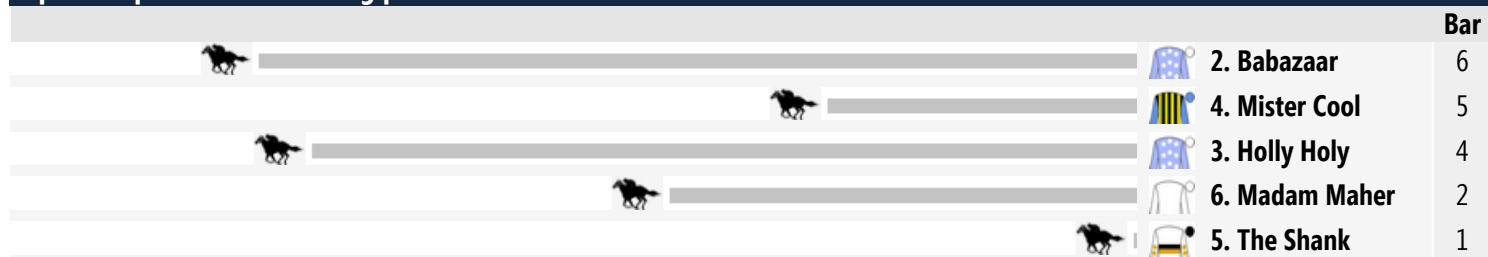 Bar
2. Babazaar 6
4. Mister Cool 5
3. Holly Holy 4
6. Madam Maher 2
5. The Shank 1